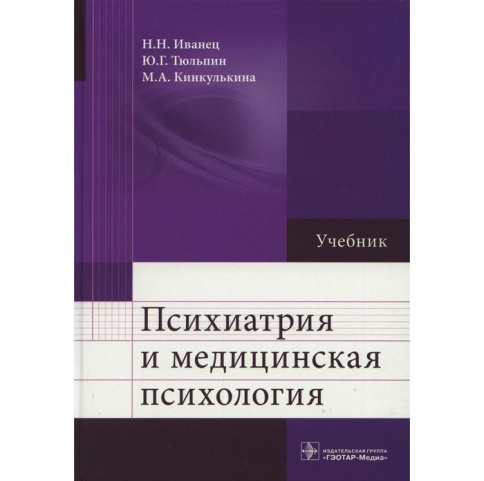 Н.Н. Иванец
Ю.Г. Тюльпин
М.А. Кинкулькина
Учебник
Психиатрия
и медицинская
психология
ИЗДАТЕЛЬСКАЯ ГРУППА
«ГЭОТАР-Медиа»